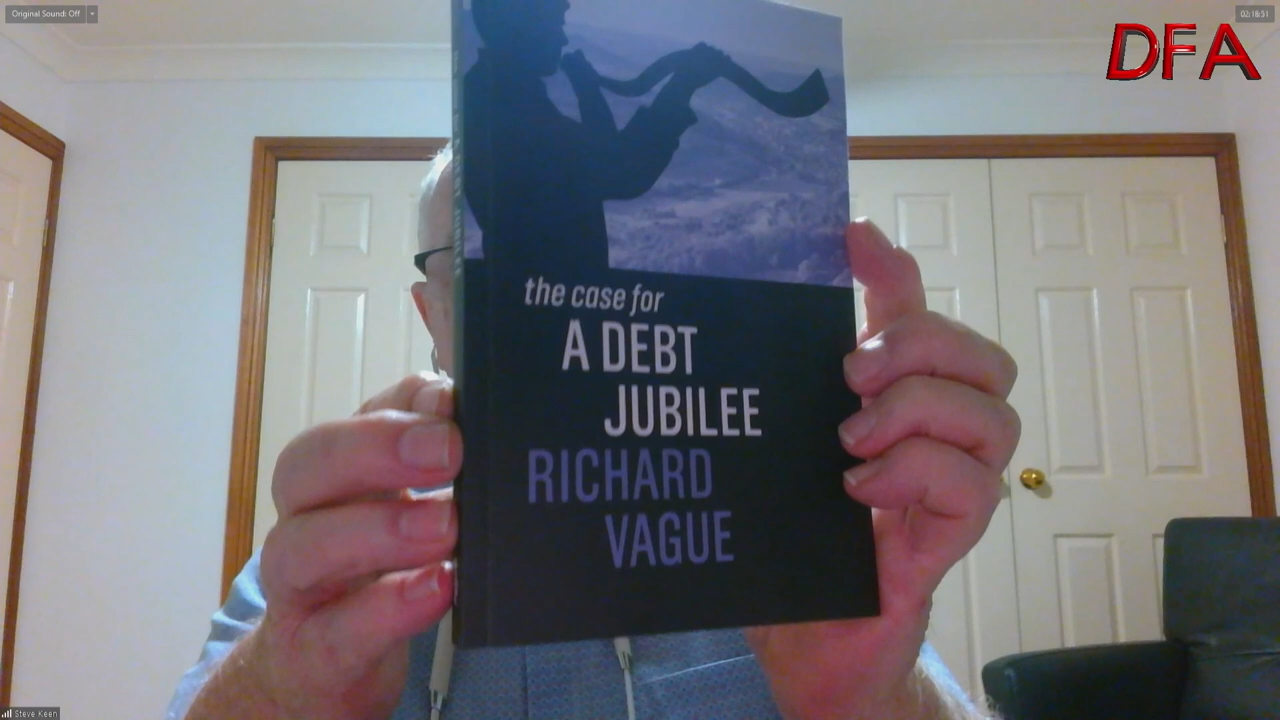 Original Sound: Off
02:18:51
DFA
the case for
A DEBT
JUBILEE
RICHARD
VAGUE
Steve Keen